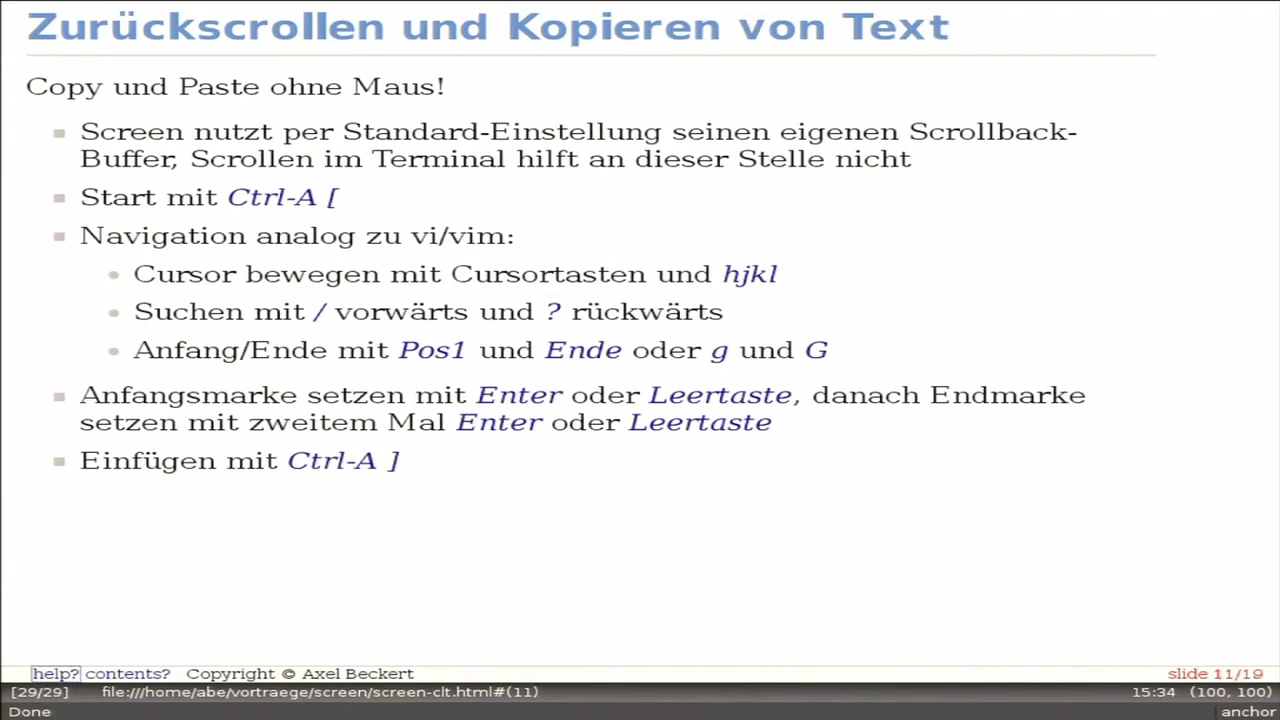 Zurückscrollen und Kopieren von Text
Copy und Paste ohne Maus!
Screen nutzt per Standard-Einstellung seinen eigenen Scrollback-
Buffer, Scrollen im Terminal hilft an dieser Stelle nicht
Start mit Ctrl-A [
Navigation analog zu vi/vim:
Cursor bewegen mit Cursortasten und hjkl
Suchen mit / vorwärts und ? rückwärts
Anfang/Ende mit Pos1 und Ende oder g und G
Anfangsmarke setzen mit Enter oder Leertaste, danach Endmarke
setzen mit zweitem Mal Enter oder Leertaste
Einfügen mit Ctrl-A ]
help? contents? Copyright © Axel Beckert slide 11/19
[29/29] file:///home/abe/vortraege/screen/screen-clt.html#(11) 15:34 (100, 100)
Done anchor